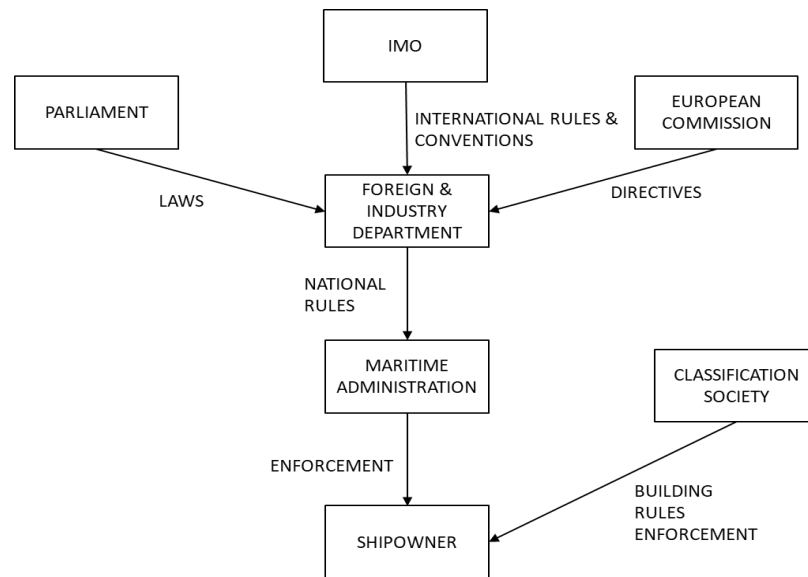 IMO
PARLIAMENT
EUROPEAN
COMMISSION
INTERNATIONAL RULES &
CONVENTIONS
LAWS
FOREIGN &
INDUSTRY
DEPARTMENT
DIRECTIVES
NATIONAL
RULES
MARITIME
ADMINISTRATION
CLASSIFICATION
SOCIETY
ENFORCEMENT
BUILDING
RULES
ENFORCEMENT
SHIPOWNER